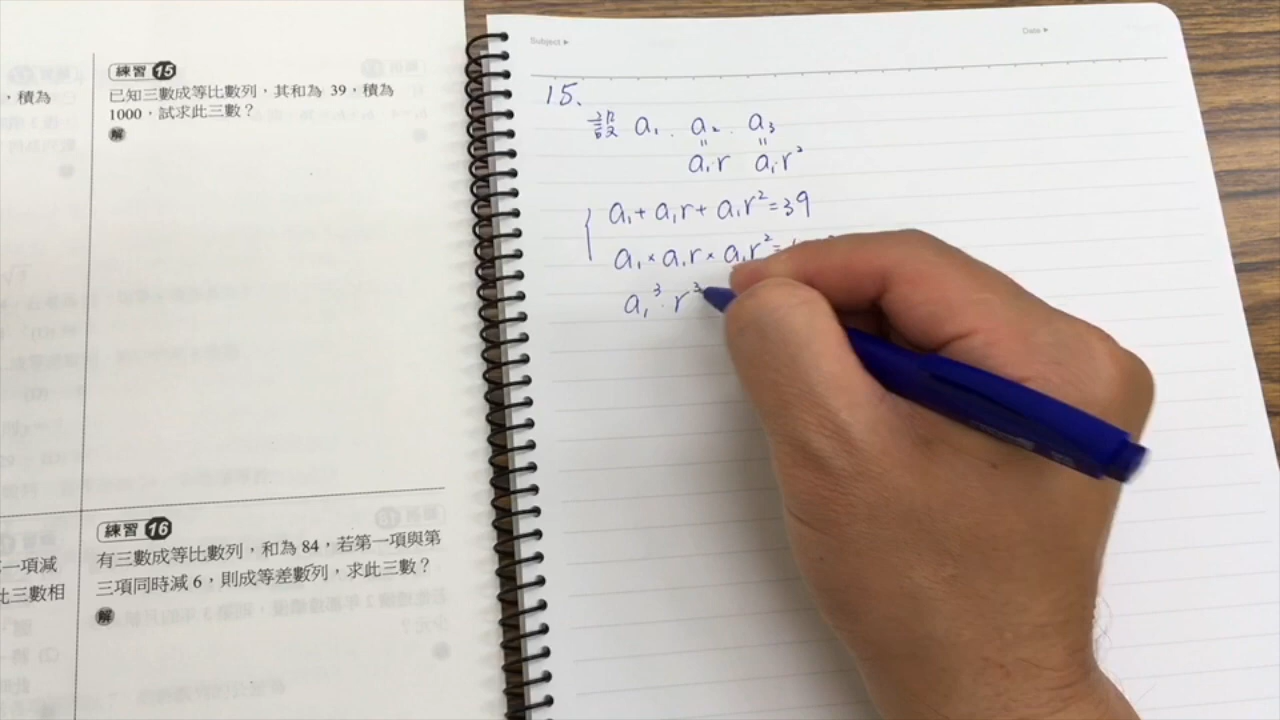 ，積為
練習 15
已知三數成等比數列，其和為 39，積為
1000，試求此三數？
解
一項減
此三數相
練習 16
有三數成等比數列，和為 84，若第一項與第
三項同時減 6，則成等差數列，求此三數？
解
Subject ▶
Date ▶
15.
設 a₁ . a₂ . a₃
= =
a₁r a₁r²
a₁ + a₁r + a₁r² = 39
a₁ × a₁r × a₁r² =
a₁³ · r³